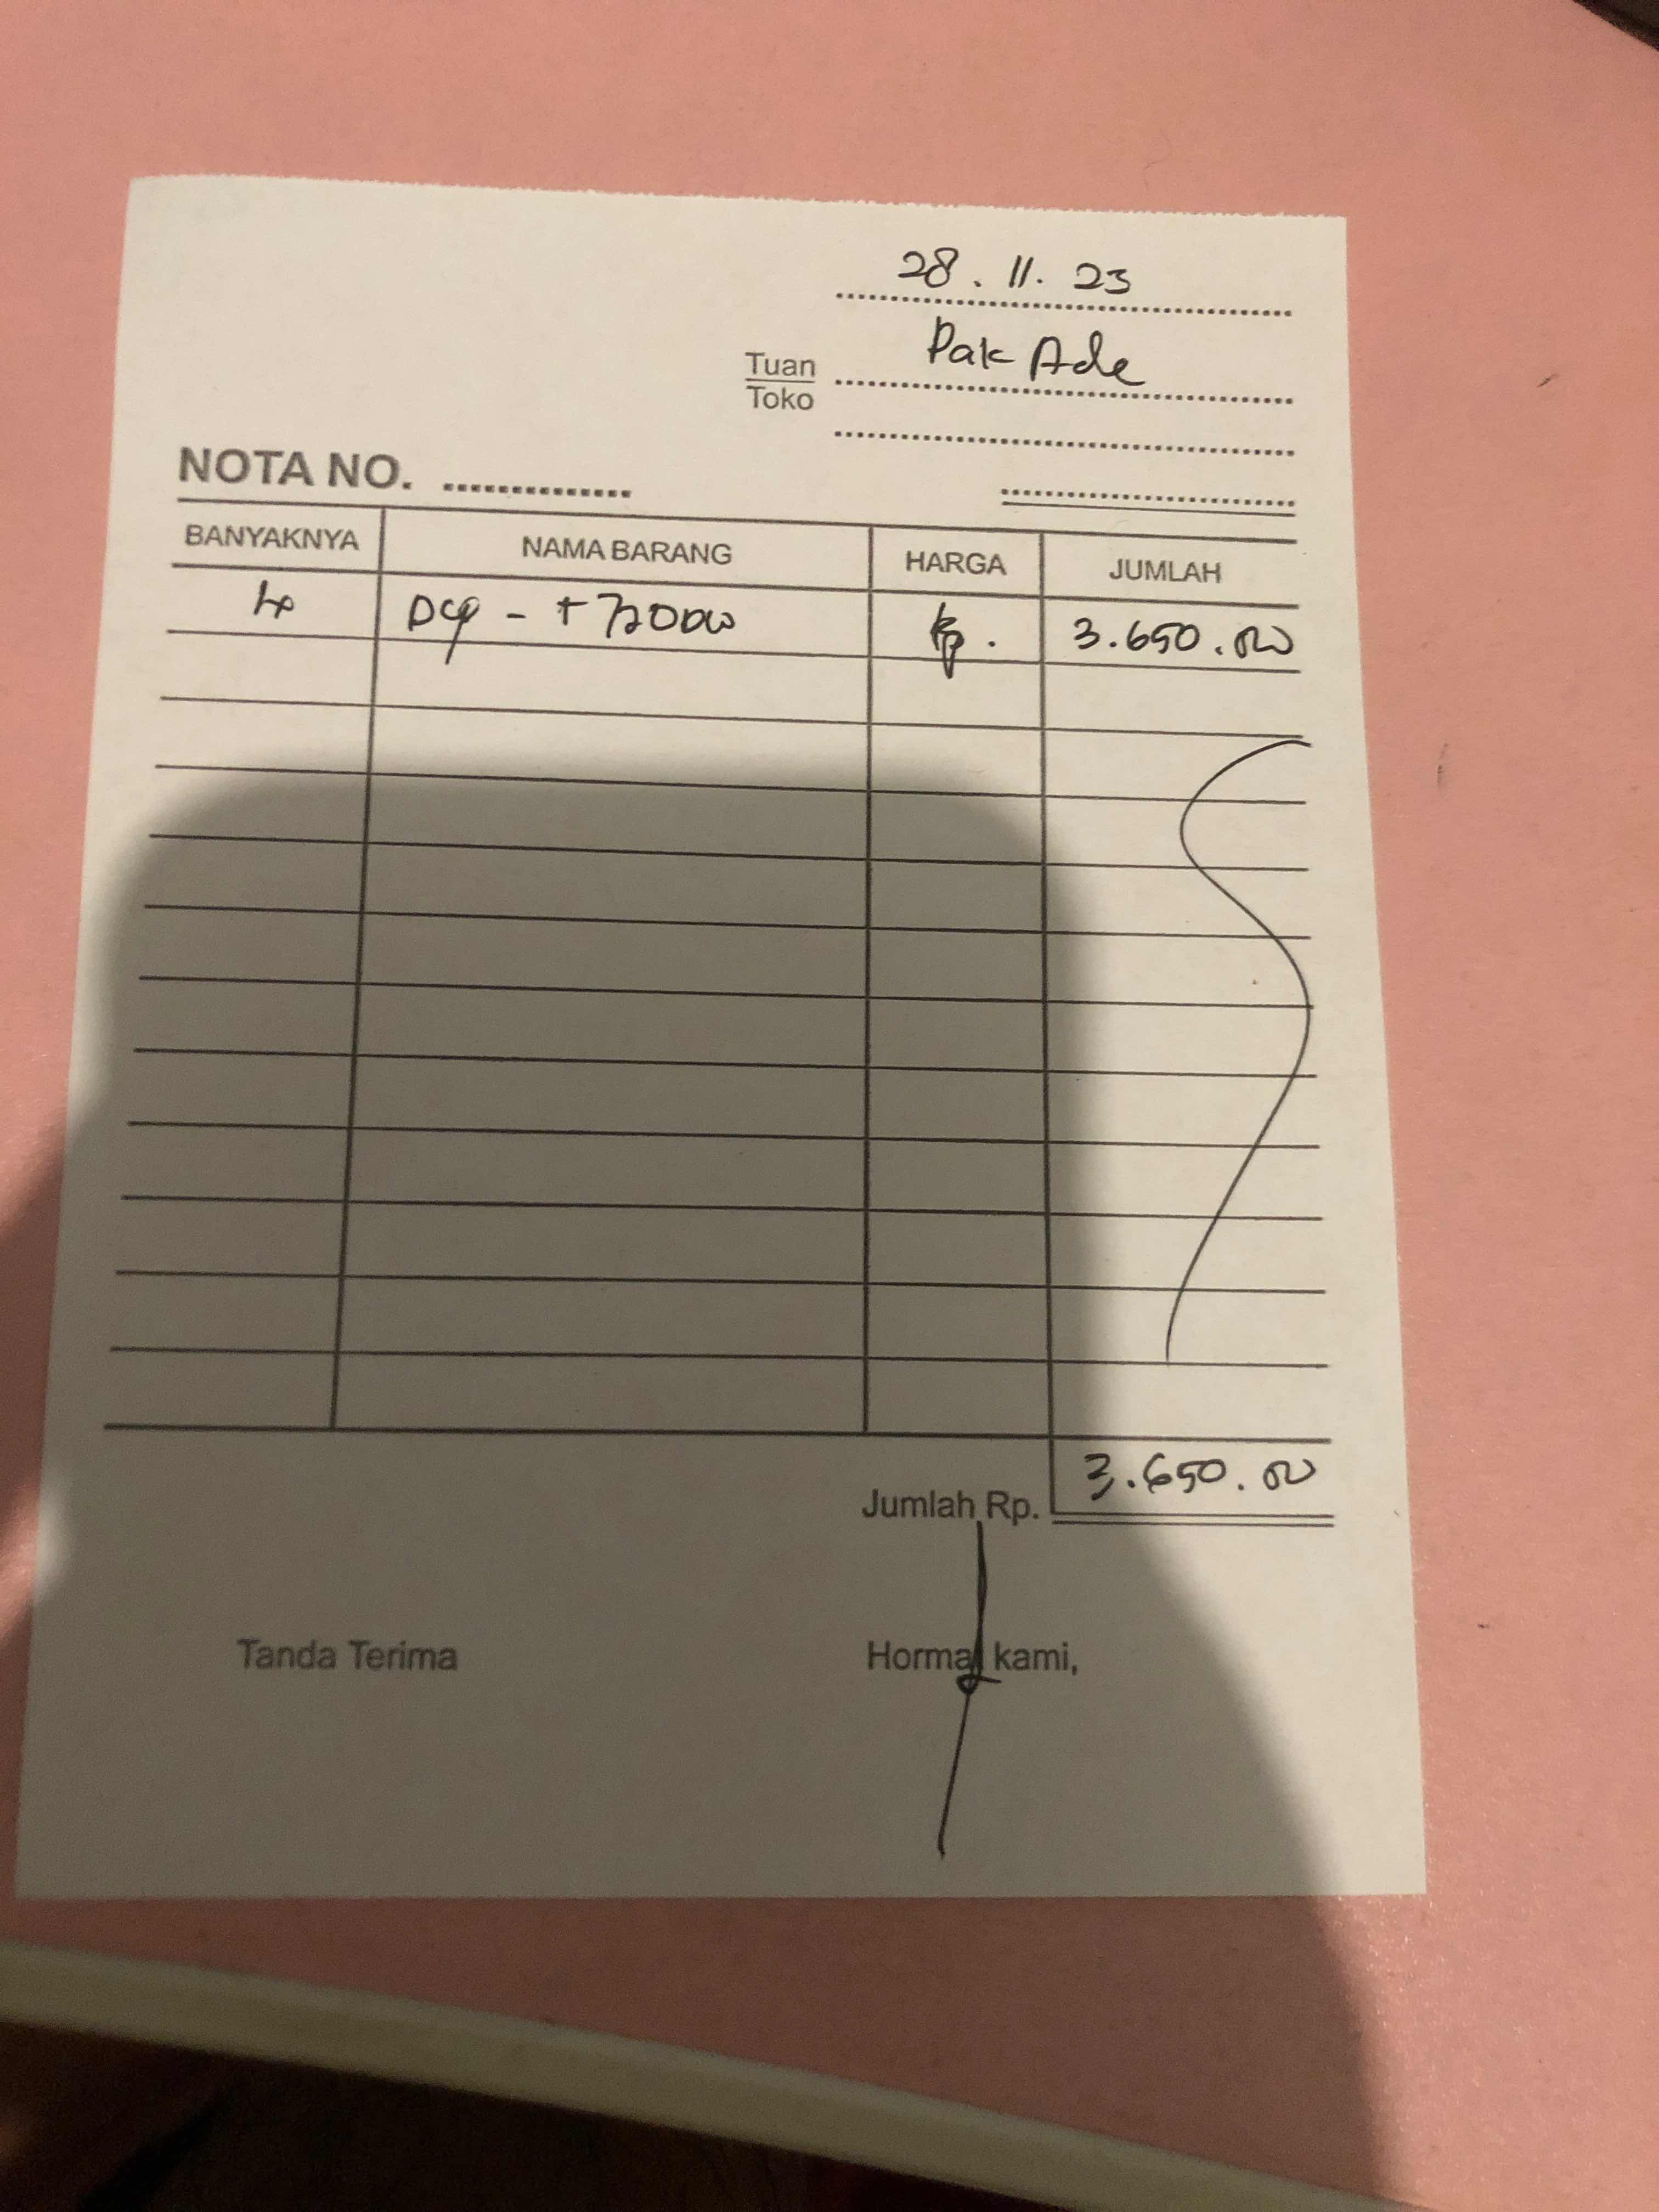 28. 11. 23
Tuan Pak Ade
Toko
NOTA NO. ..............
BANYAKNYA NAMA BARANG HARGA JUMLAH
Rp. 3.650.000
Jumlah Rp. 3.650.000
Tanda Terima Hormat kami,